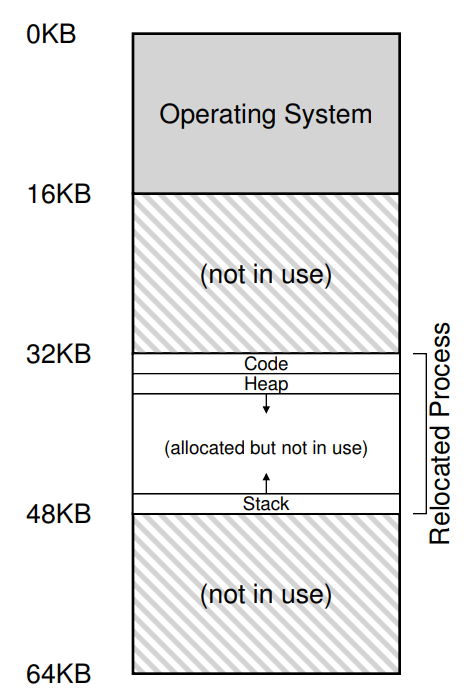 0KB
Operating System
16KB
(not in use)
32KB
Code
Heap
(allocated but not in use)
Stack
48KB
(not in use)
64KB
Relocated Process